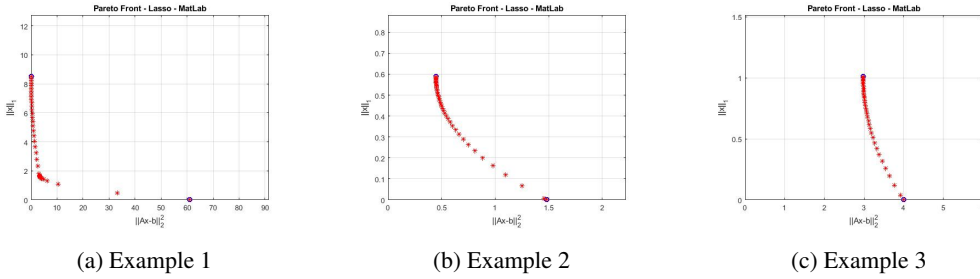 Pareto Front - Lasso - MatLab
12
10
8
6
4
2
0
||x||₁
0 10 20 30 40 50 60 70 80 90
||Ax-b||₂²
(a) Example 1
Pareto Front - Lasso - MatLab
0.8
0.7
0.6
0.5
0.4
0.3
0.2
0.1
0
||x||₁
0.5 1 1.5 2
||Ax-b||₂²
(b) Example 2
Pareto Front - Lasso - MatLab
1.5
1
0.5
0
||x||₁
0 1 2 3 4 5
||Ax-b||₂²
(c) Example 3